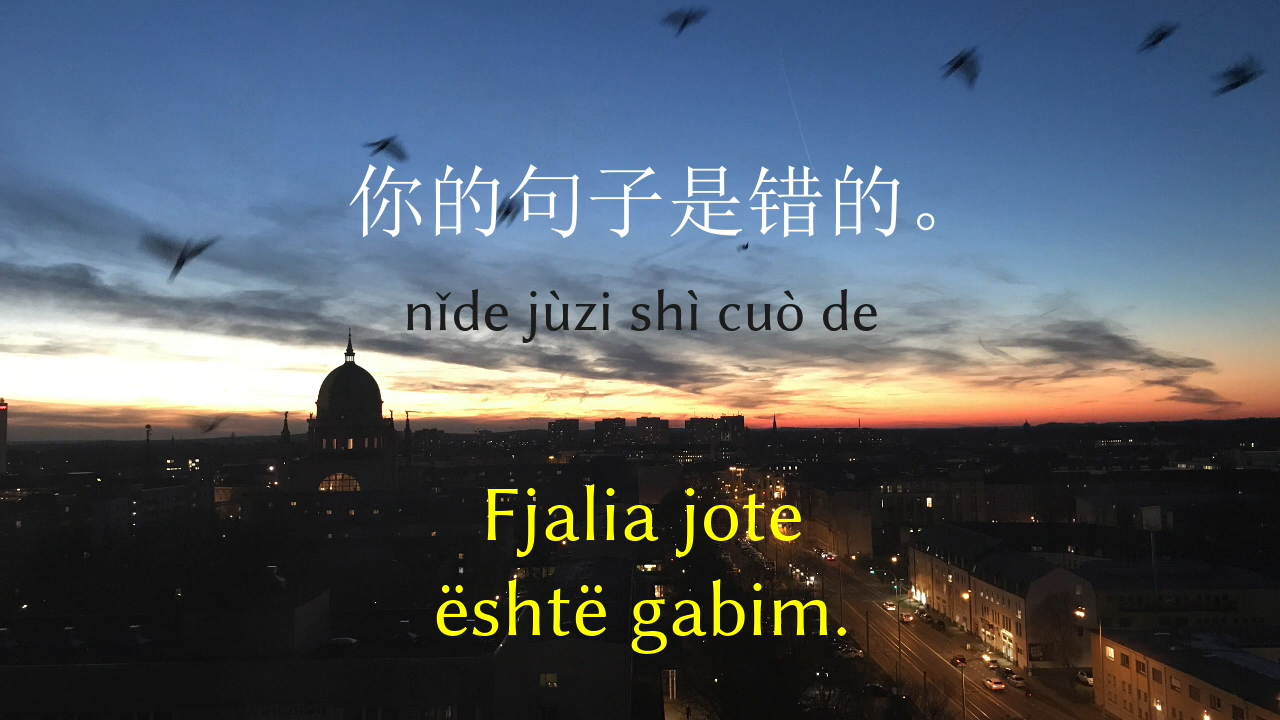 你的句子是错的。
nǐde jùzi shì cuò de
Fjalia jote
është gabim.